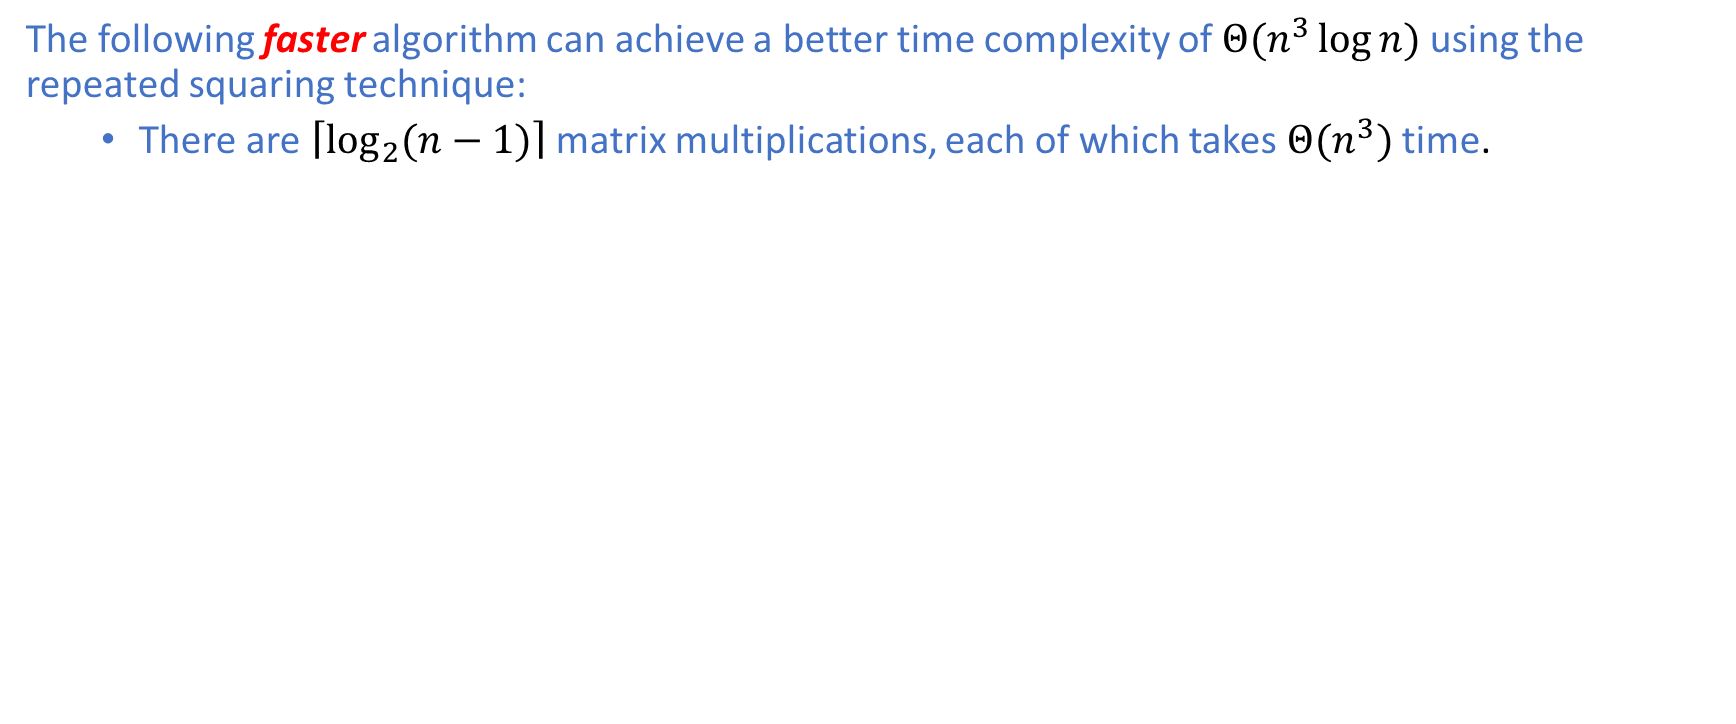 The following faster algorithm can achieve a better time complexity of Θ(n³ log n) using the
repeated squaring technique:
• There are ⌈log₂(n − 1)⌉ matrix multiplications, each of which takes Θ(n³) time.